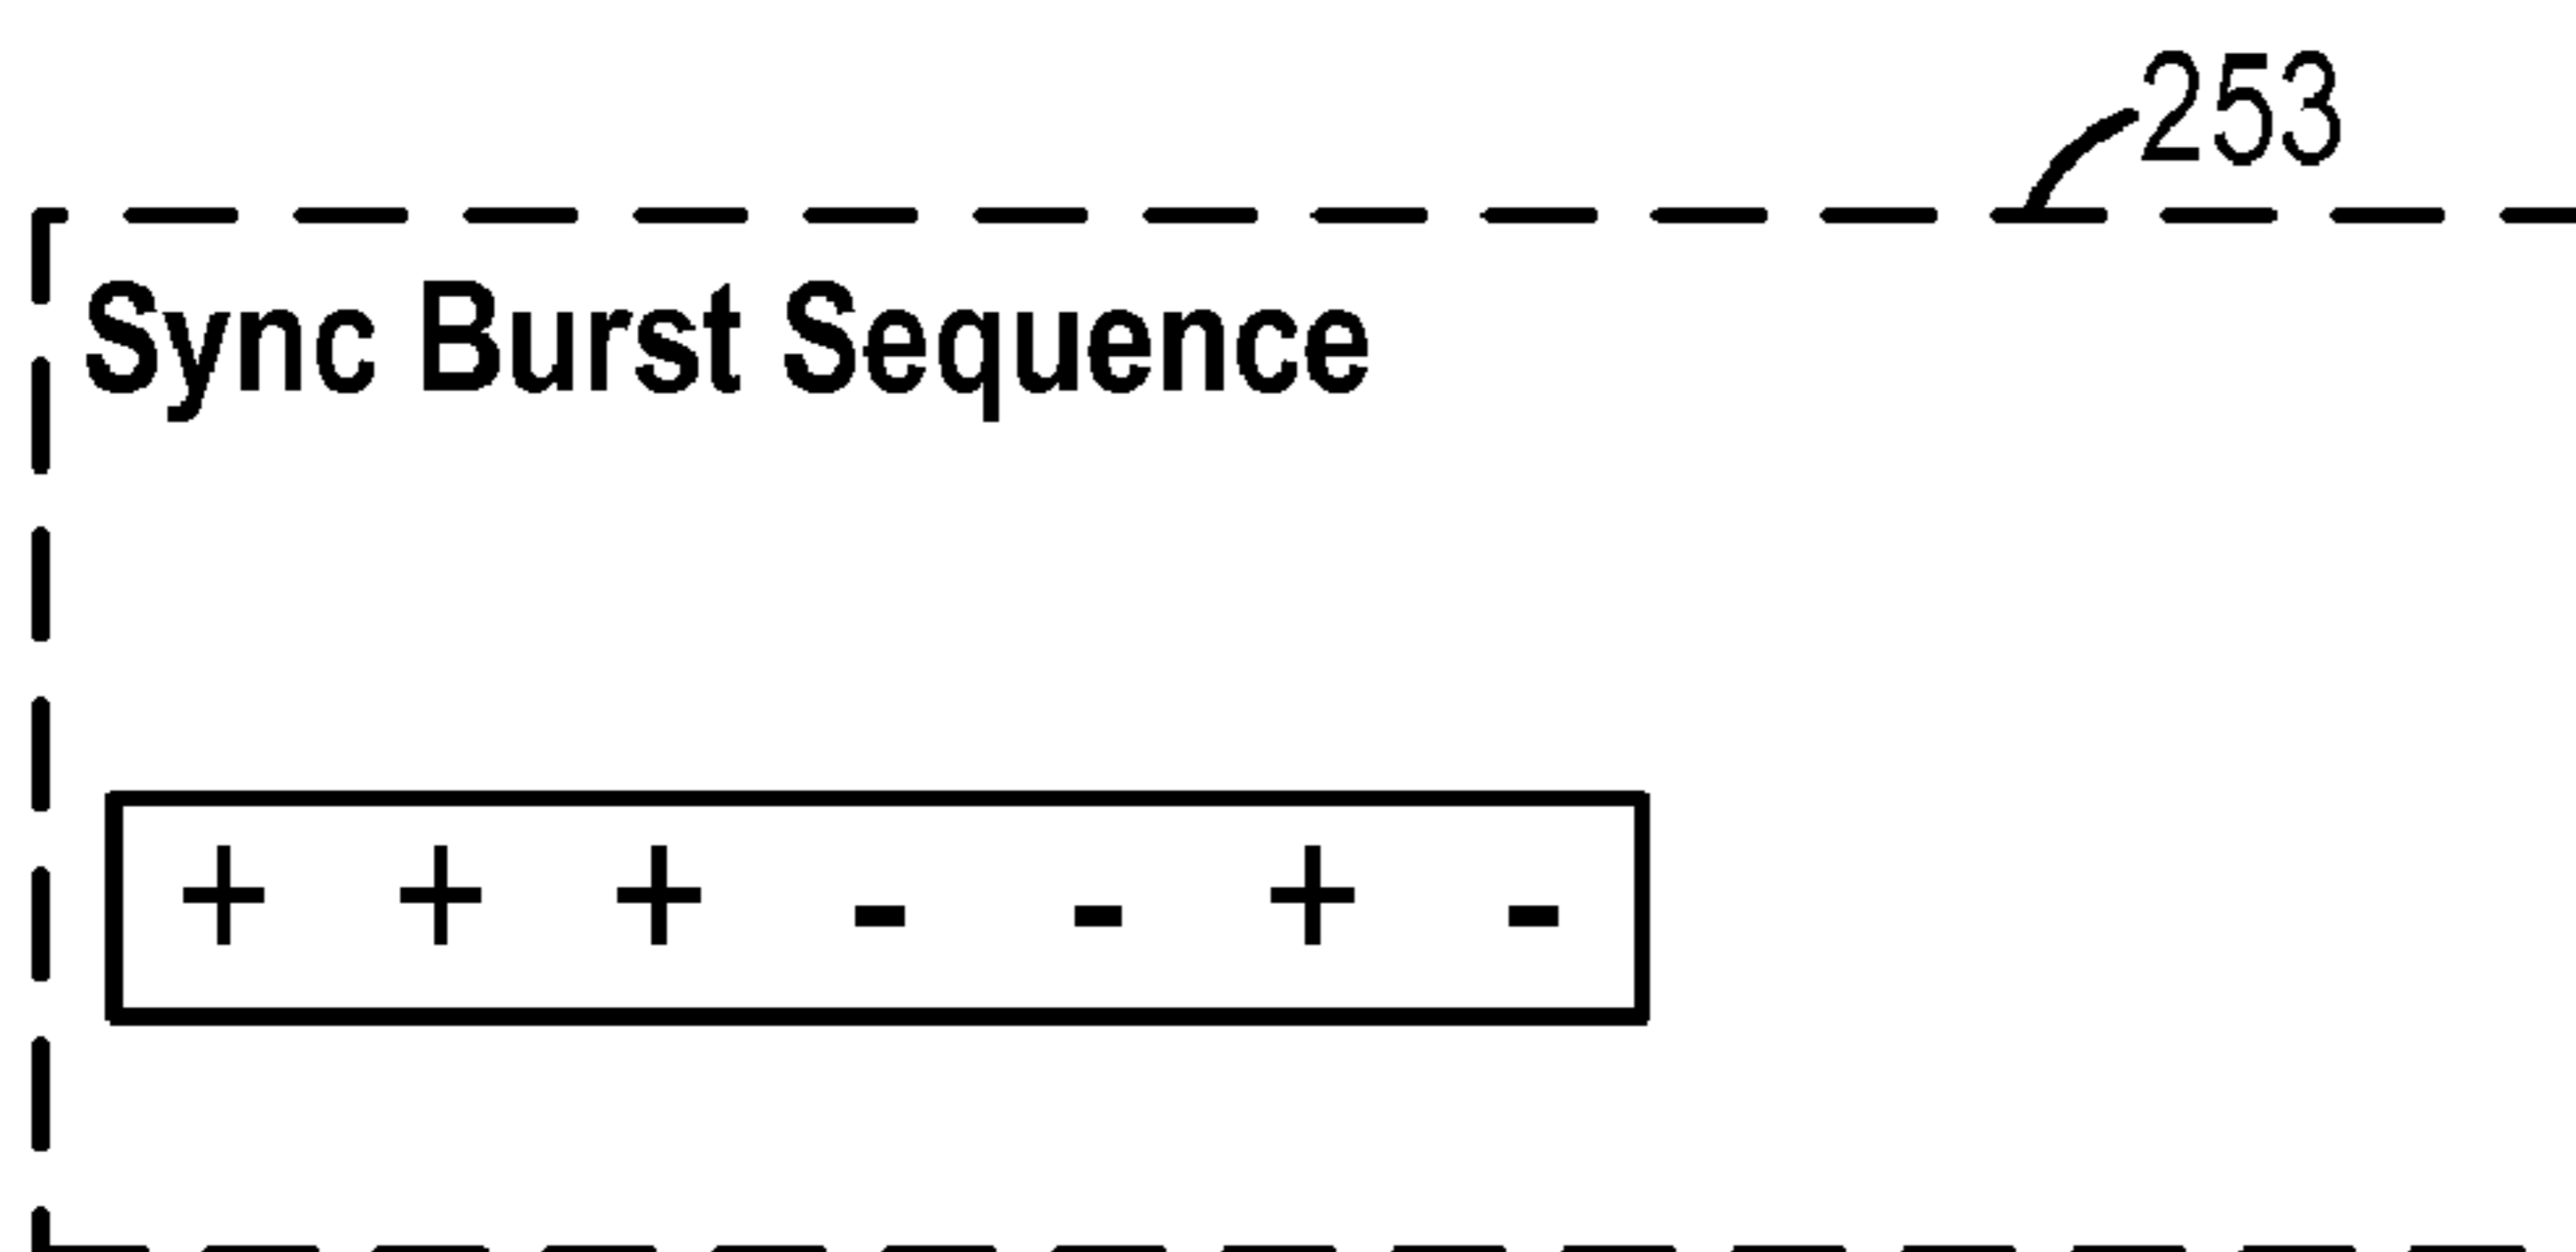 253
Sync Burst Sequence
+ + + - - + -